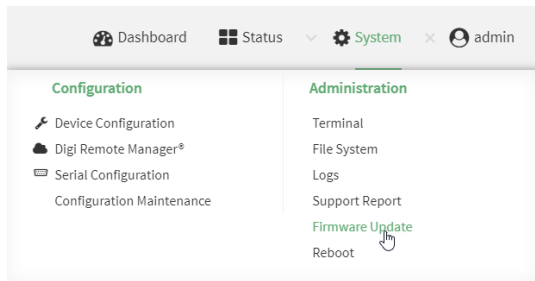 Dashboard Status System admin
Configuration Administration
Device Configuration Terminal
Digi Remote Manager® File System
Serial Configuration Logs
Configuration Maintenance Support Report
Firmware Update
Reboot